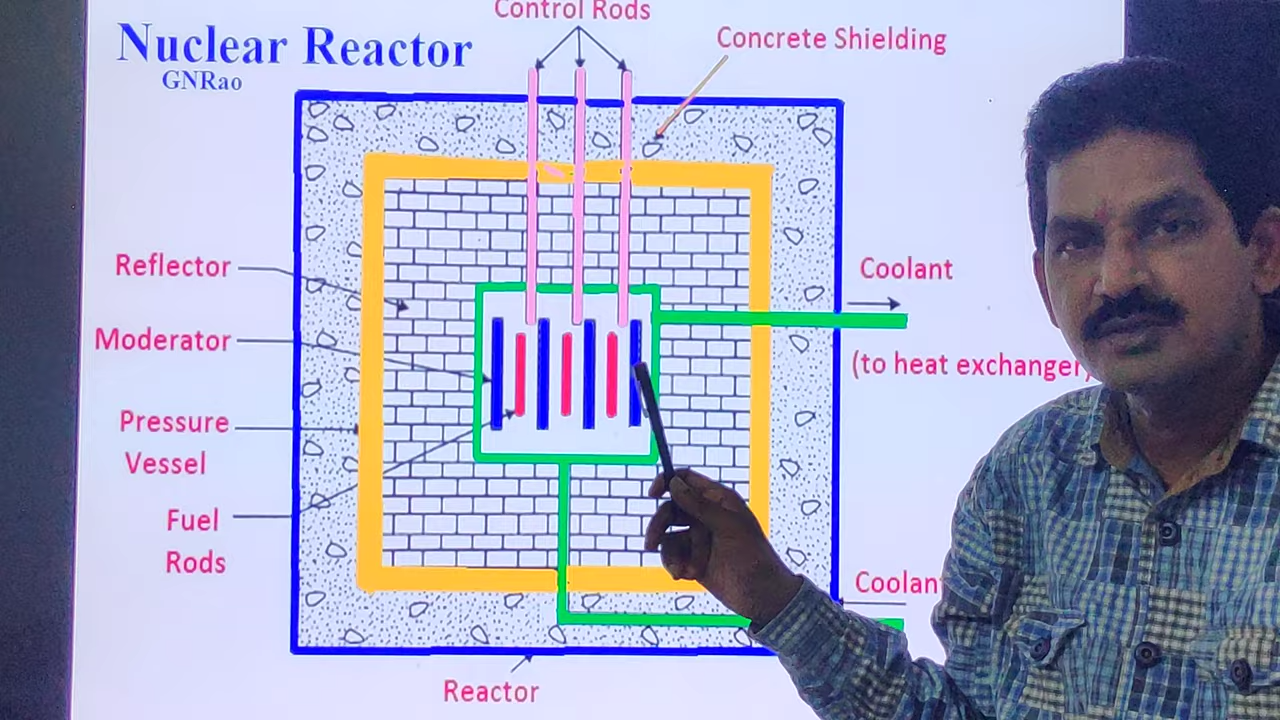 Control Rods
Nuclear Reactor
GNRao
Concrete Shielding
Reflector
Coolant
Moderator
(to heat exchanger)
Pressure
Vessel
Fuel
Rods
Coolant
Reactor